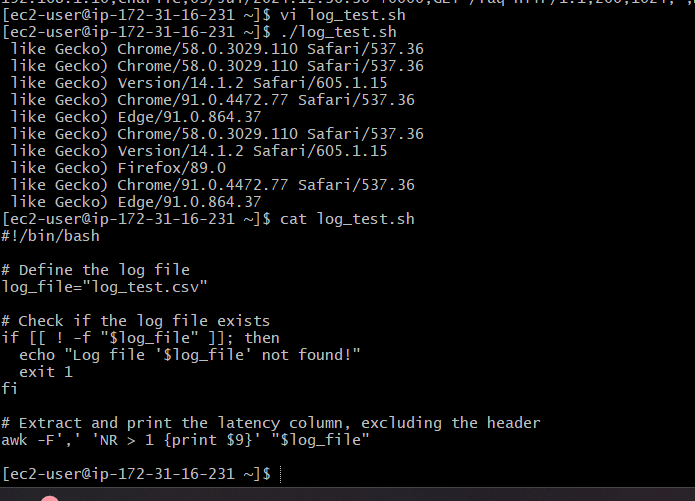 [ec2-user@ip-172-31-16-231 ~]$ vi log_test.sh
[ec2-user@ip-172-31-16-231 ~]$ ./log_test.sh
 like Gecko) Chrome/58.0.3029.110 Safari/537.36
 like Gecko) Chrome/58.0.3029.110 Safari/537.36
 like Gecko) Version/14.1.2 Safari/605.1.15
 like Gecko) Chrome/91.0.4472.77 Safari/537.36
 like Gecko) Edge/91.0.864.37
 like Gecko) Chrome/58.0.3029.110 Safari/537.36
 like Gecko) Version/14.1.2 Safari/605.1.15
 like Gecko) Firefox/89.0
 like Gecko) Chrome/91.0.4472.77 Safari/537.36
 like Gecko) Edge/91.0.864.37
[ec2-user@ip-172-31-16-231 ~]$ cat log_test.sh
#!/bin/bash

# Define the log file
log_file="log_test.csv"

# Check if the log file exists
if [[ ! -f "$log_file" ]]; then
  echo "Log file '$log_file' not found!"
  exit 1
fi

# Extract and print the latency column, excluding the header
awk -F',' 'NR > 1 {print $9}' "$log_file"

[ec2-user@ip-172-31-16-231 ~]$